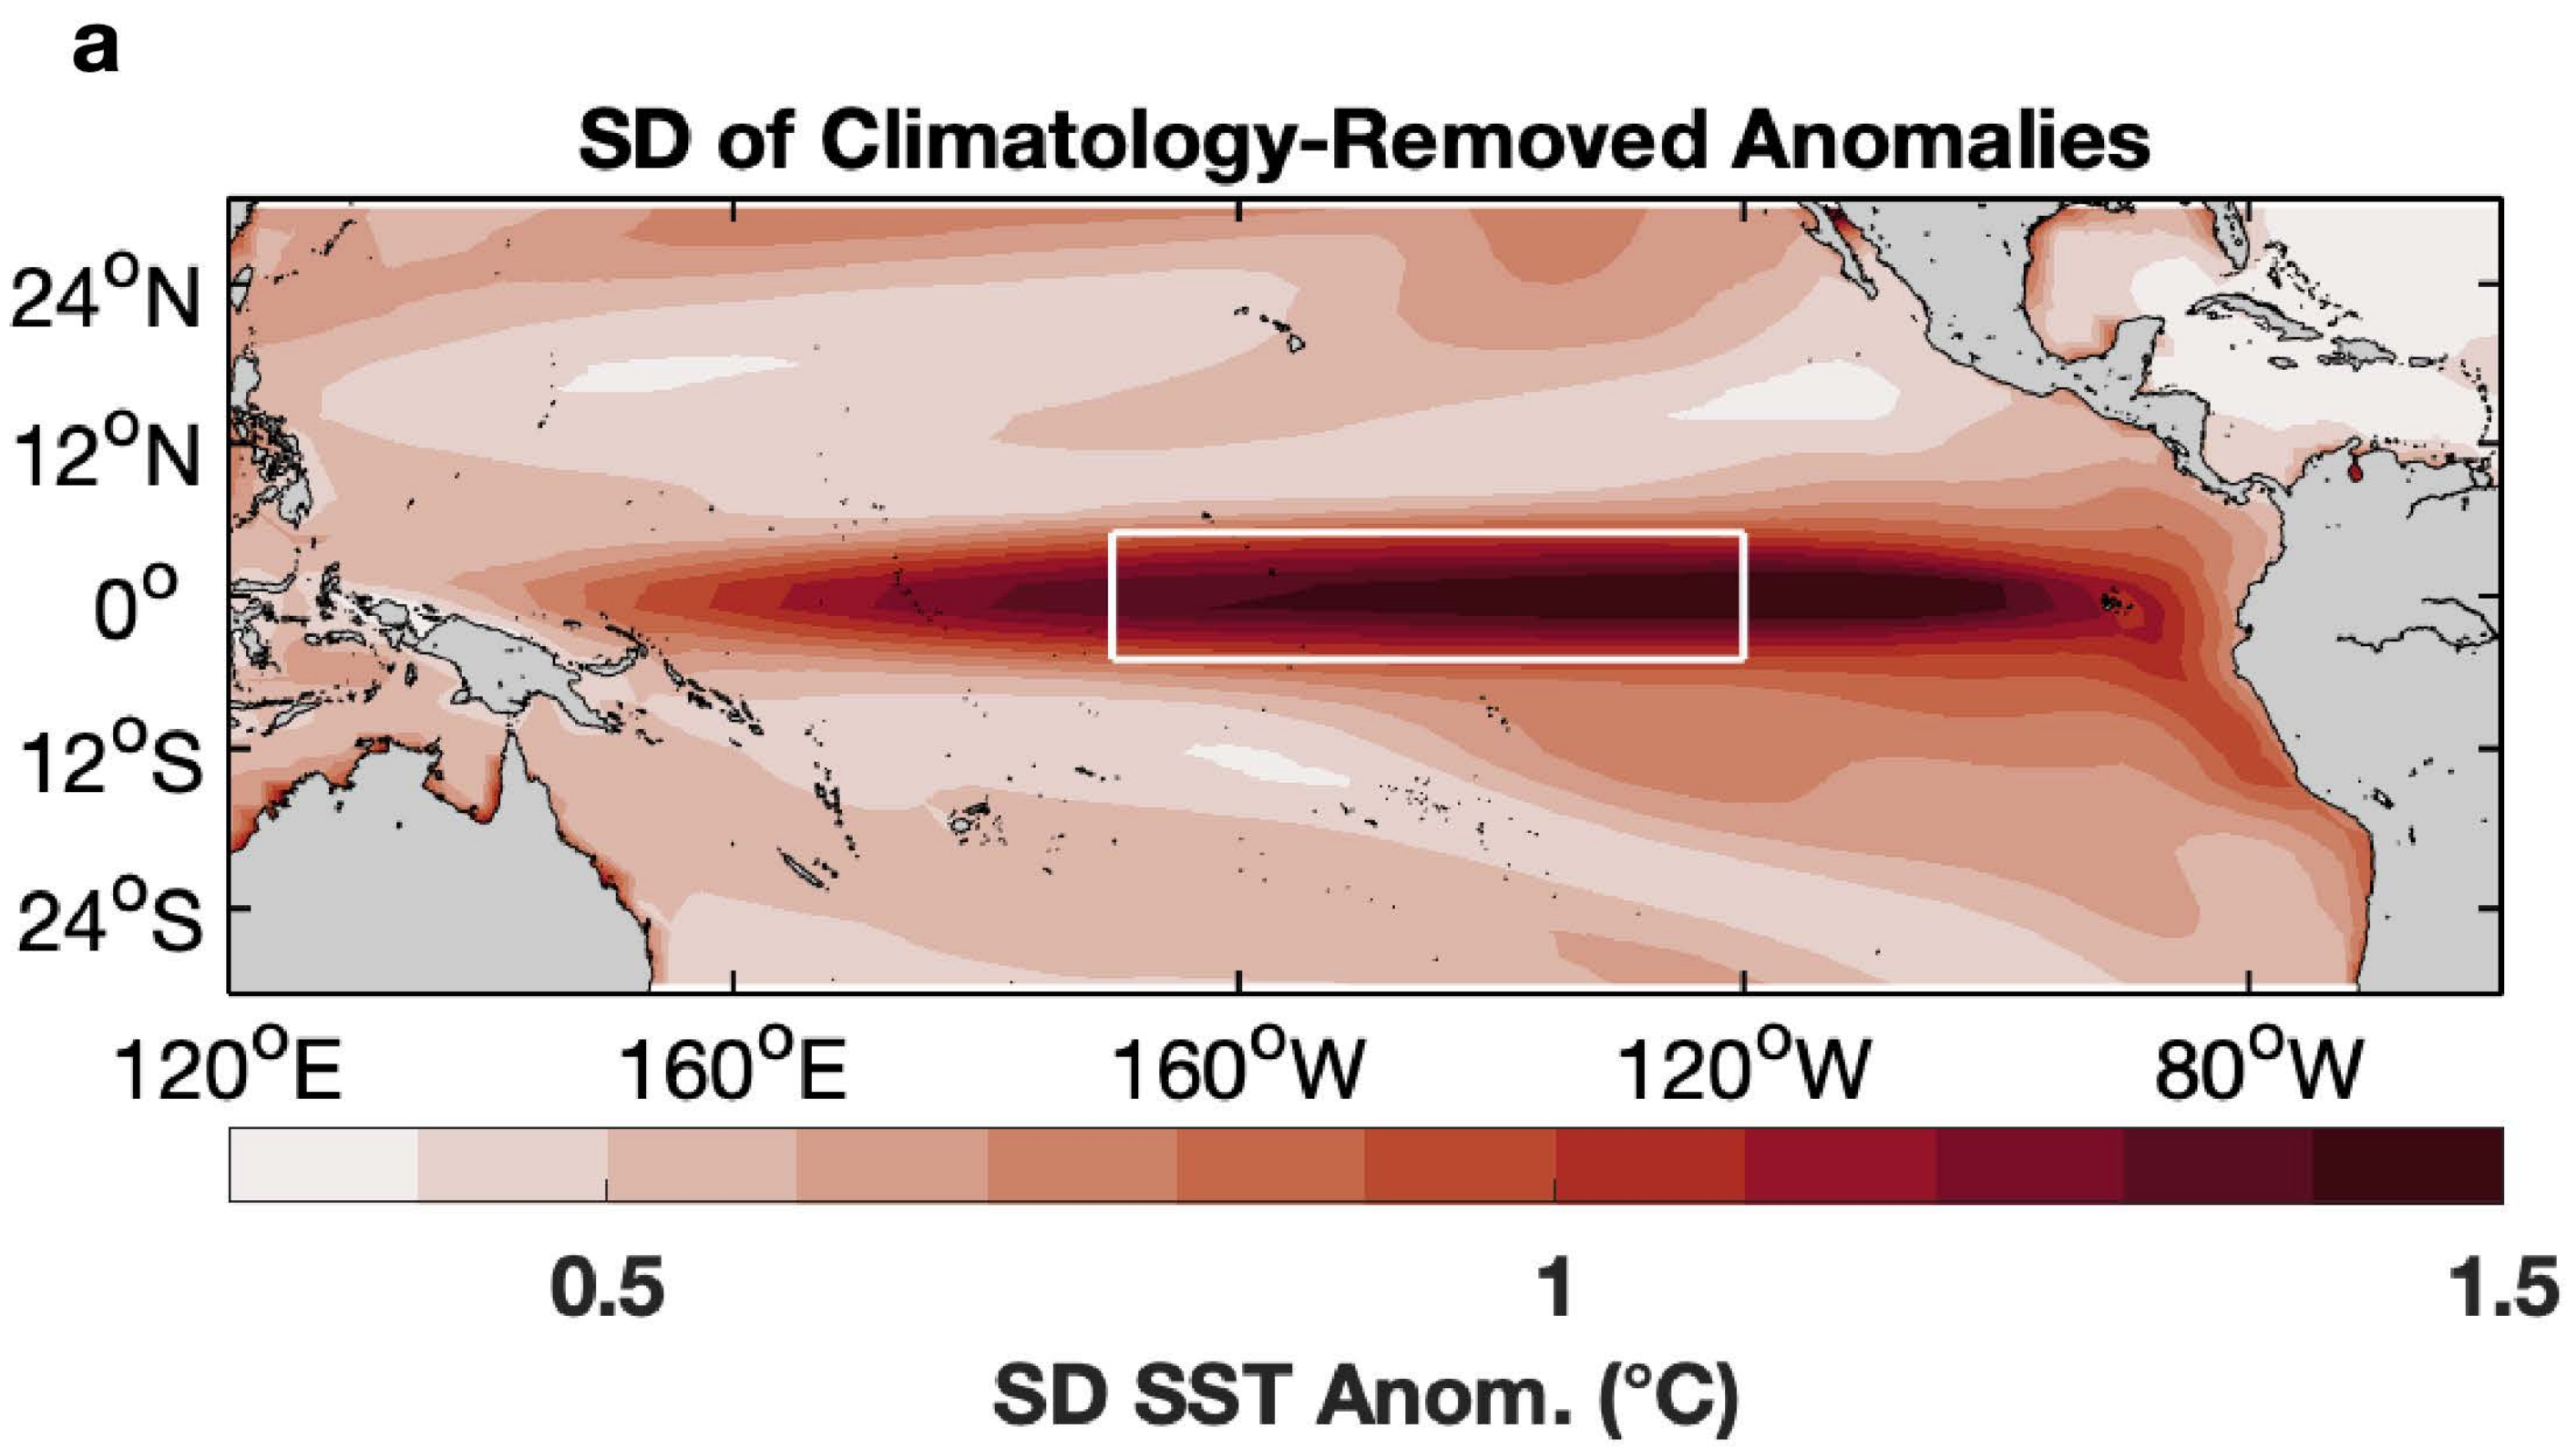 a
SD of Climatology-Removed Anomalies
24°N
12°N
0°
12°S
24°S
120°E 160°E 160°W 120°W 80°W
0.5 1 1.5
SD SST Anom. (°C)